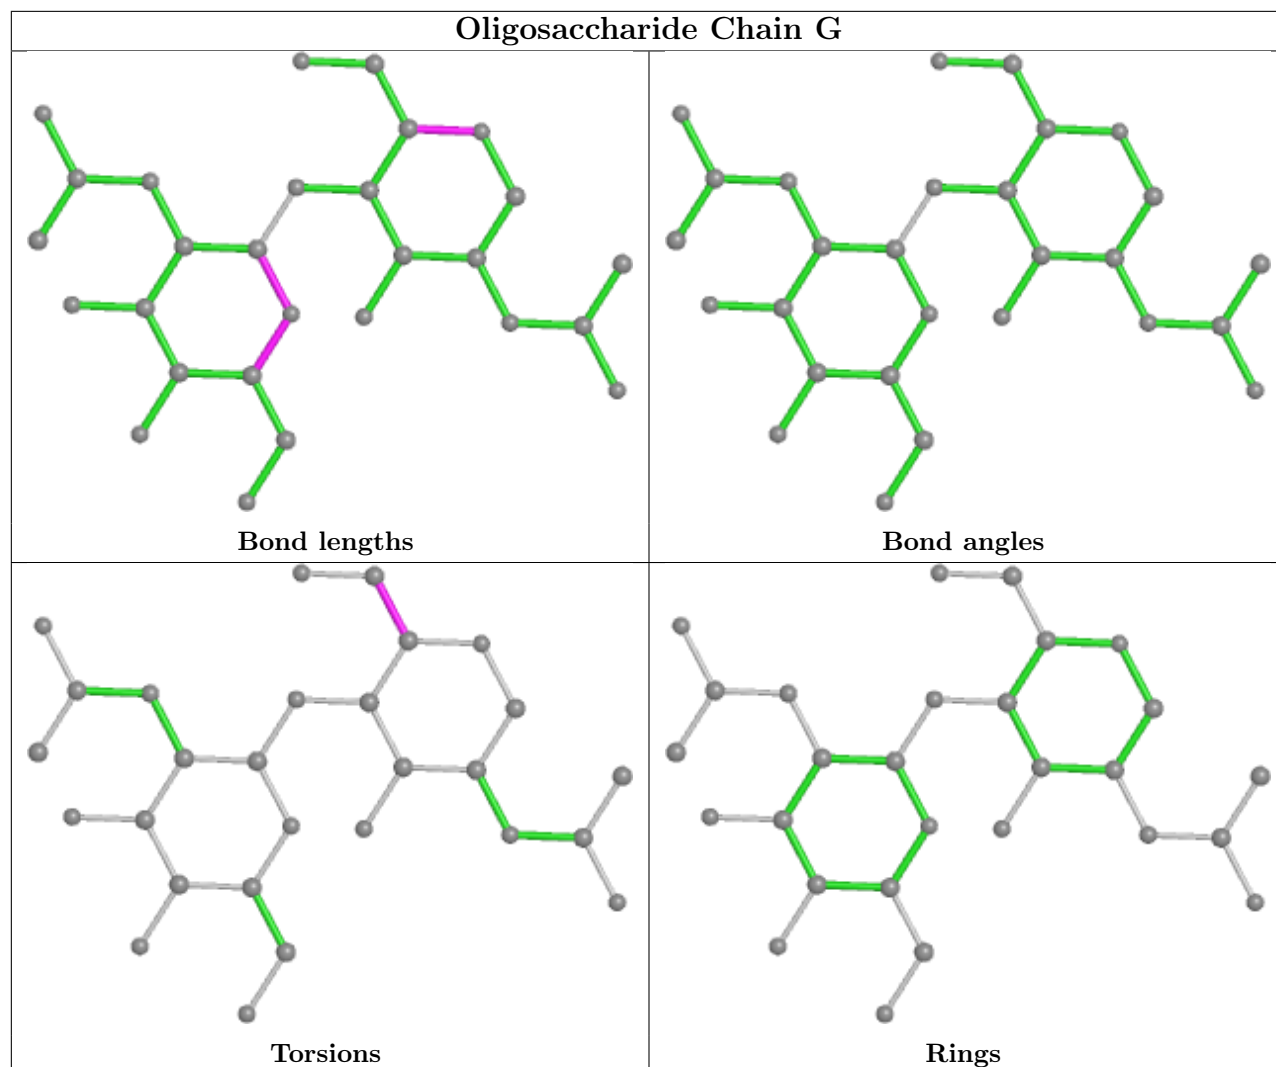 Oligosaccharide Chain G
Bond lengths
Bond angles
Torsions
Rings